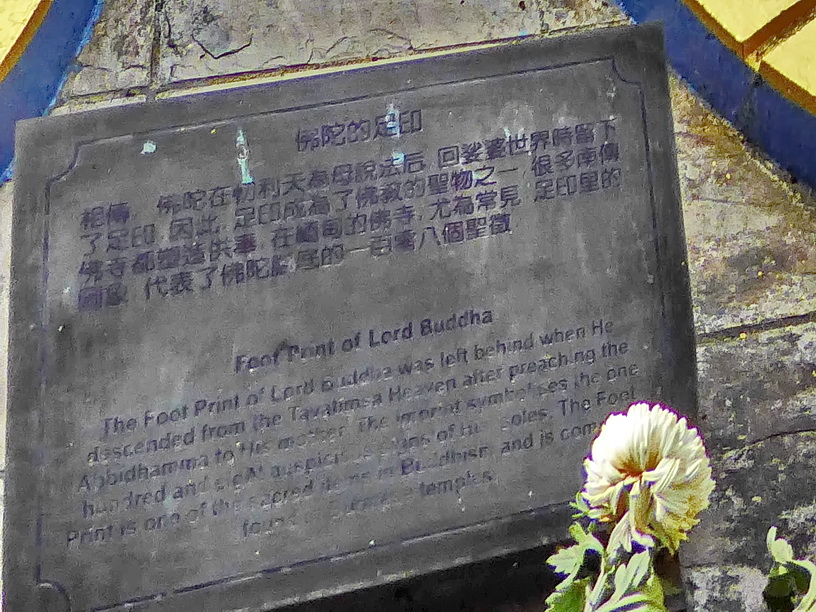 佛陀的足印
相傳 佛陀在忉利天為母說法后 回娑婆世界時留下
了足印 因此 足印成為了佛教的聖物之一 很多南傳
佛寺都塑造供奉 在緬甸的佛寺 尤為常見 足印里的
圖象 代表了佛陀腳底的一百零八個聖徵
Foot Print of Lord Buddha
The Foot Print of Lord Buddha was left behind when He
descended from the Tavatimsa Heaven after preaching the
Abbidhamma to His mother. The imprint symbolises the one
hundred and eight auspicious signs of His soles. The Foot
Print is one of the sacred items in Buddhism and is
found temples.